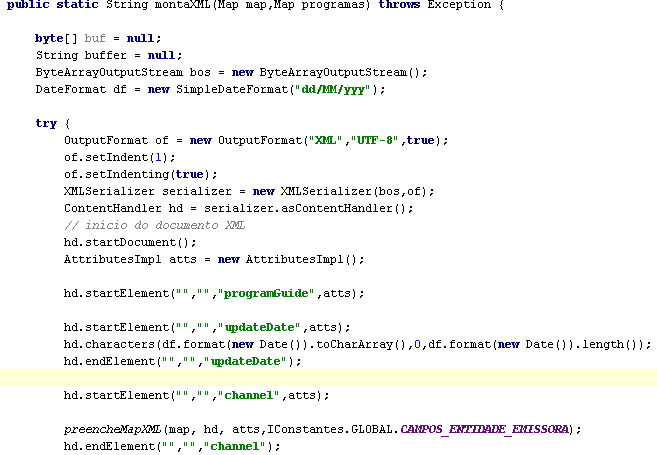 public static String montaXML(Map map,Map programas) throws Exception {
byte[] buf = null;
String buffer = null;
ByteArrayOutputStream bos = new ByteArrayOutputStream();
DateFormat df = new SimpleDateFormat("dd/MM/yyy");
try {
OutputFormat of = new OutputFormat("XML","UTF-8",true);
of.setIndent(1);
of.setIndenting(true);
XMLSerializer serializer = new XMLSerializer(bos,of);
ContentHandler hd = serializer.asContentHandler();
// início do documento XML
hd.startDocument();
AttributesImpl atts = new AttributesImpl();
hd.startElement("","","programGuide",atts);
hd.startElement("","","updateDate",atts);
hd.characters(df.format(new Date()).toCharArray(),0,df.format(new Date()).length());
hd.endElement("","","updateDate");
hd.startElement("","","channel",atts);
preencheMapXML(map, hd, atts,IConstantes.GLOBAL.CAMPOS_ENTIDADE_EMISSORA);
hd.endElement("","","channel");